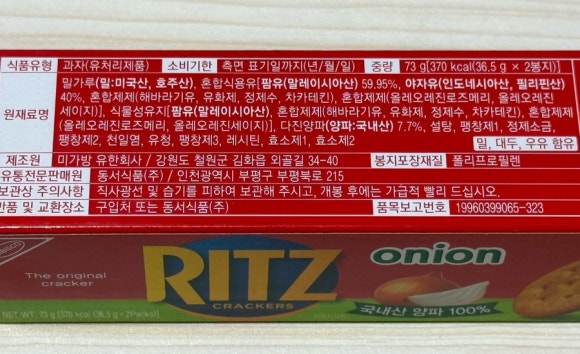 식품유형 과자(유처리제품) 소비기한 측면 표기일까지(년/월/일) 중량 73 g[370 kcal(36.5 g × 2봉지)]
밀가루(밀:미국산, 호주산), 혼합식용유[팜유(말레이시아산) 59.95%, 야자유(인도네시아산, 필리핀산)
40%, 혼합제제(해바라기유, 유화제, 정제수, 차카테킨), 혼합제제(올레오레진로즈메리, 올레오레진
원재료명 세이지)], 식물성유지[팜유(말레이시아산), 혼합제제(해바라기유, 유화제, 정제수, 차카테킨), 혼합제제
(올레오레진로즈메리, 올레오레진세이지)], 다진양파(양파:국내산) 7.7%, 설탕, 팽창제1, 정제소금,
팽창제2, 천일염, 유청, 팽창제3, 레시틴, 효소제1, 효소제2 밀, 대두, 우유 함유
제조원 미가방 유한회사 / 강원도 철원군 김화읍 외골길 34-40 봉지포장재질 폴리프로필렌
유통전문판매원 동서식품(주) / 인천광역시 부평구 부평북로 215
보관상 주의사항 직사광선 및 습기를 피하여 보관해 주시고, 개봉 후에는 가급적 빨리 드십시오.
반품 및 교환장소 구입처 또는 동서식품(주) 품목보고번호 19960399065-323
The original
cracker
RITZ
CRACKERS
onion
국내산 양파 100%
NET WT. 73 g [370 kcal (36.5 g × 2Packs)]